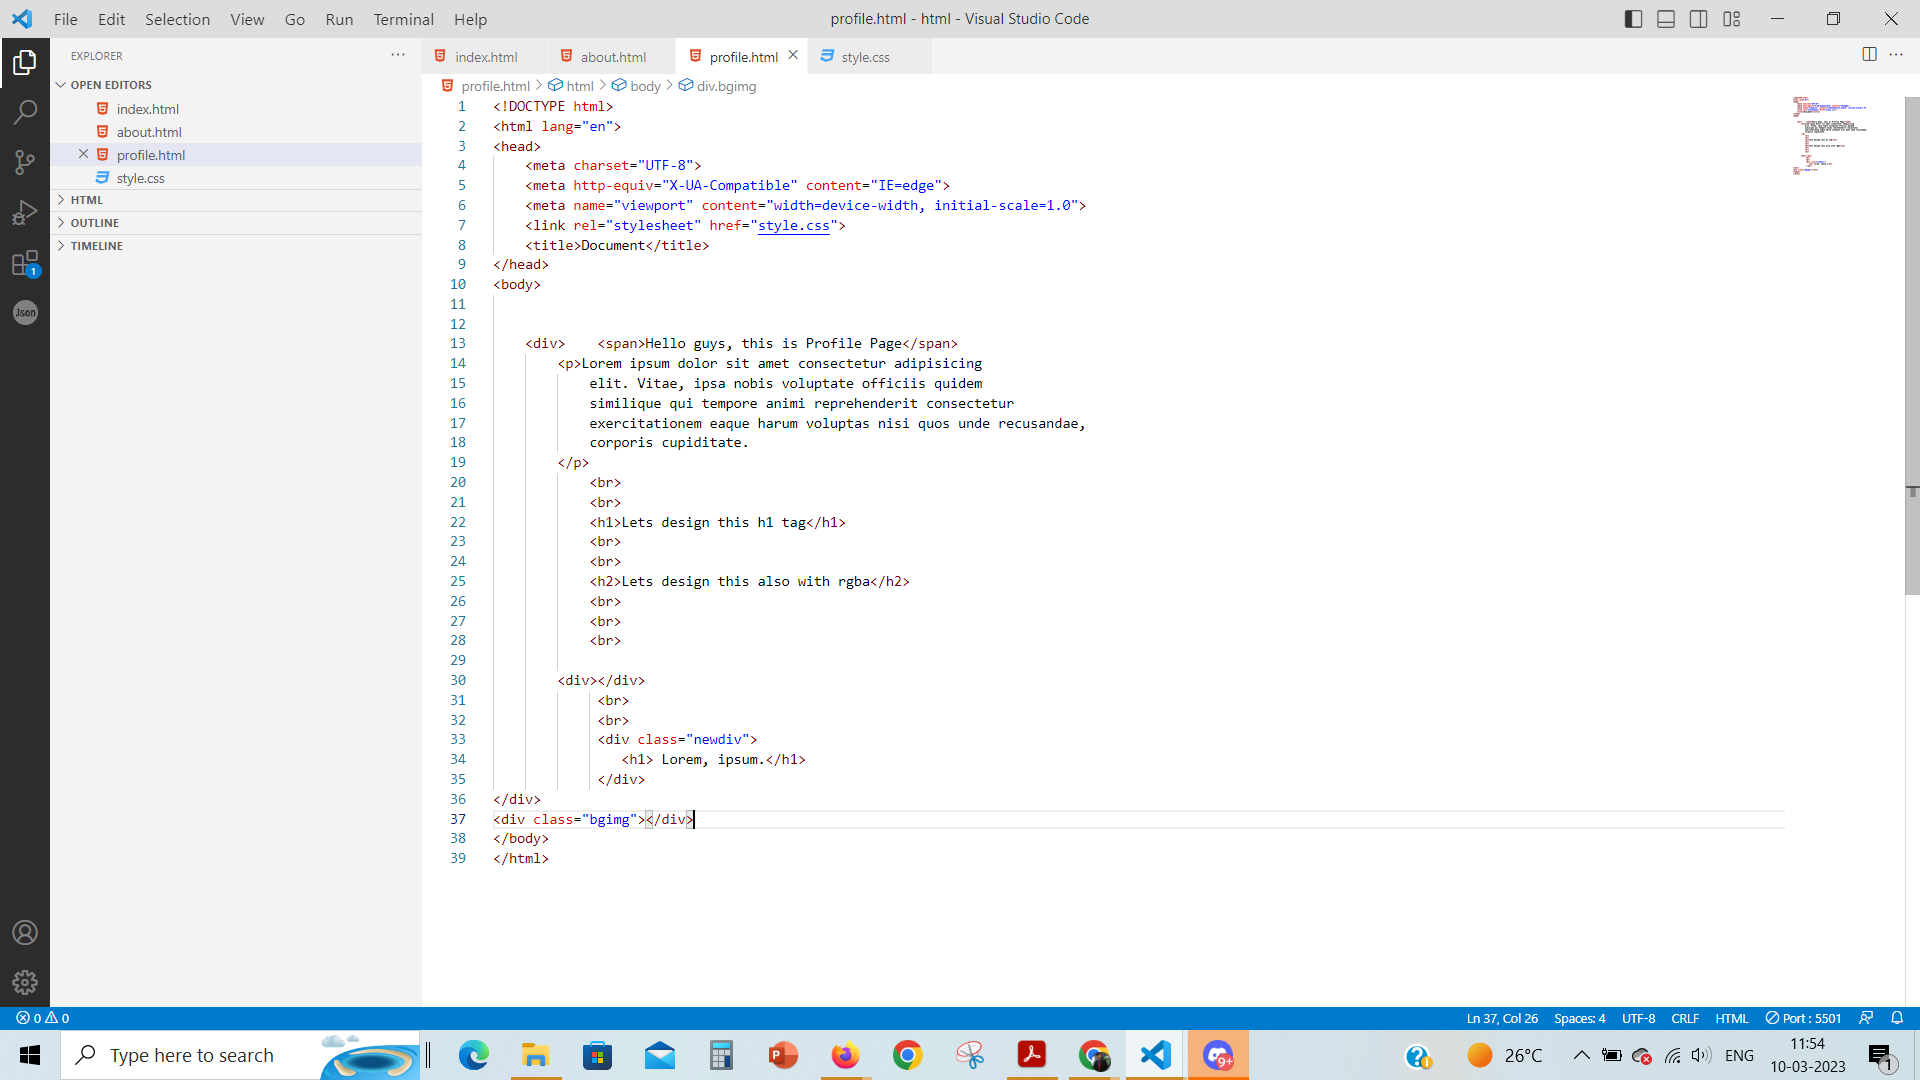 File Edit Selection View Go Run Terminal Help
profile.html - html - Visual Studio Code
EXPLORER
OPEN EDITORS
index.html
about.html
profile.html
style.css
HTML
OUTLINE
TIMELINE
1
Json
index.html about.html profile.html style.css
profile.html > html > body > div.bgimg
1 <!DOCTYPE html>
2 <html lang="en">
3 <head>
4 <meta charset="UTF-8">
5 <meta http-equiv="X-UA-Compatible" content="IE=edge">
6 <meta name="viewport" content="width=device-width, initial-scale=1.0">
7 <link rel="stylesheet" href="style.css">
8 <title>Document</title>
9 </head>
10 <body>
11
12
13 <div> <span>Hello guys, this is Profile Page</span>
14 <p>Lorem ipsum dolor sit amet consectetur adipisicing
15 elit. Vitae, ipsa nobis voluptate officiis quidem
16 similique qui tempore animi reprehenderit consectetur
17 exercitationem eaque harum voluptas nisi quos unde recusandae,
18 corporis cupiditate.
19 </p>
20 <br>
21 <br>
22 <h1>Lets design this h1 tag</h1>
23 <br>
24 <br>
25 <h2>Lets design this also with rgba</h2>
26 <br>
27 <br>
28 <br>
29
30 <div></div>
31 <br>
32 <br>
33 <div class="newdiv">
34 <h1> Lorem, ipsum.</h1>
35 </div>
36 </div>
37 <div class="bgimg"></div>
38 </body>
39 </html>
0 0
Ln 37, Col 26 Spaces: 4 UTF-8 CRLF HTML Port : 5501
Type here to search
9+
26°C
ENG
11:54
10-03-2023
1